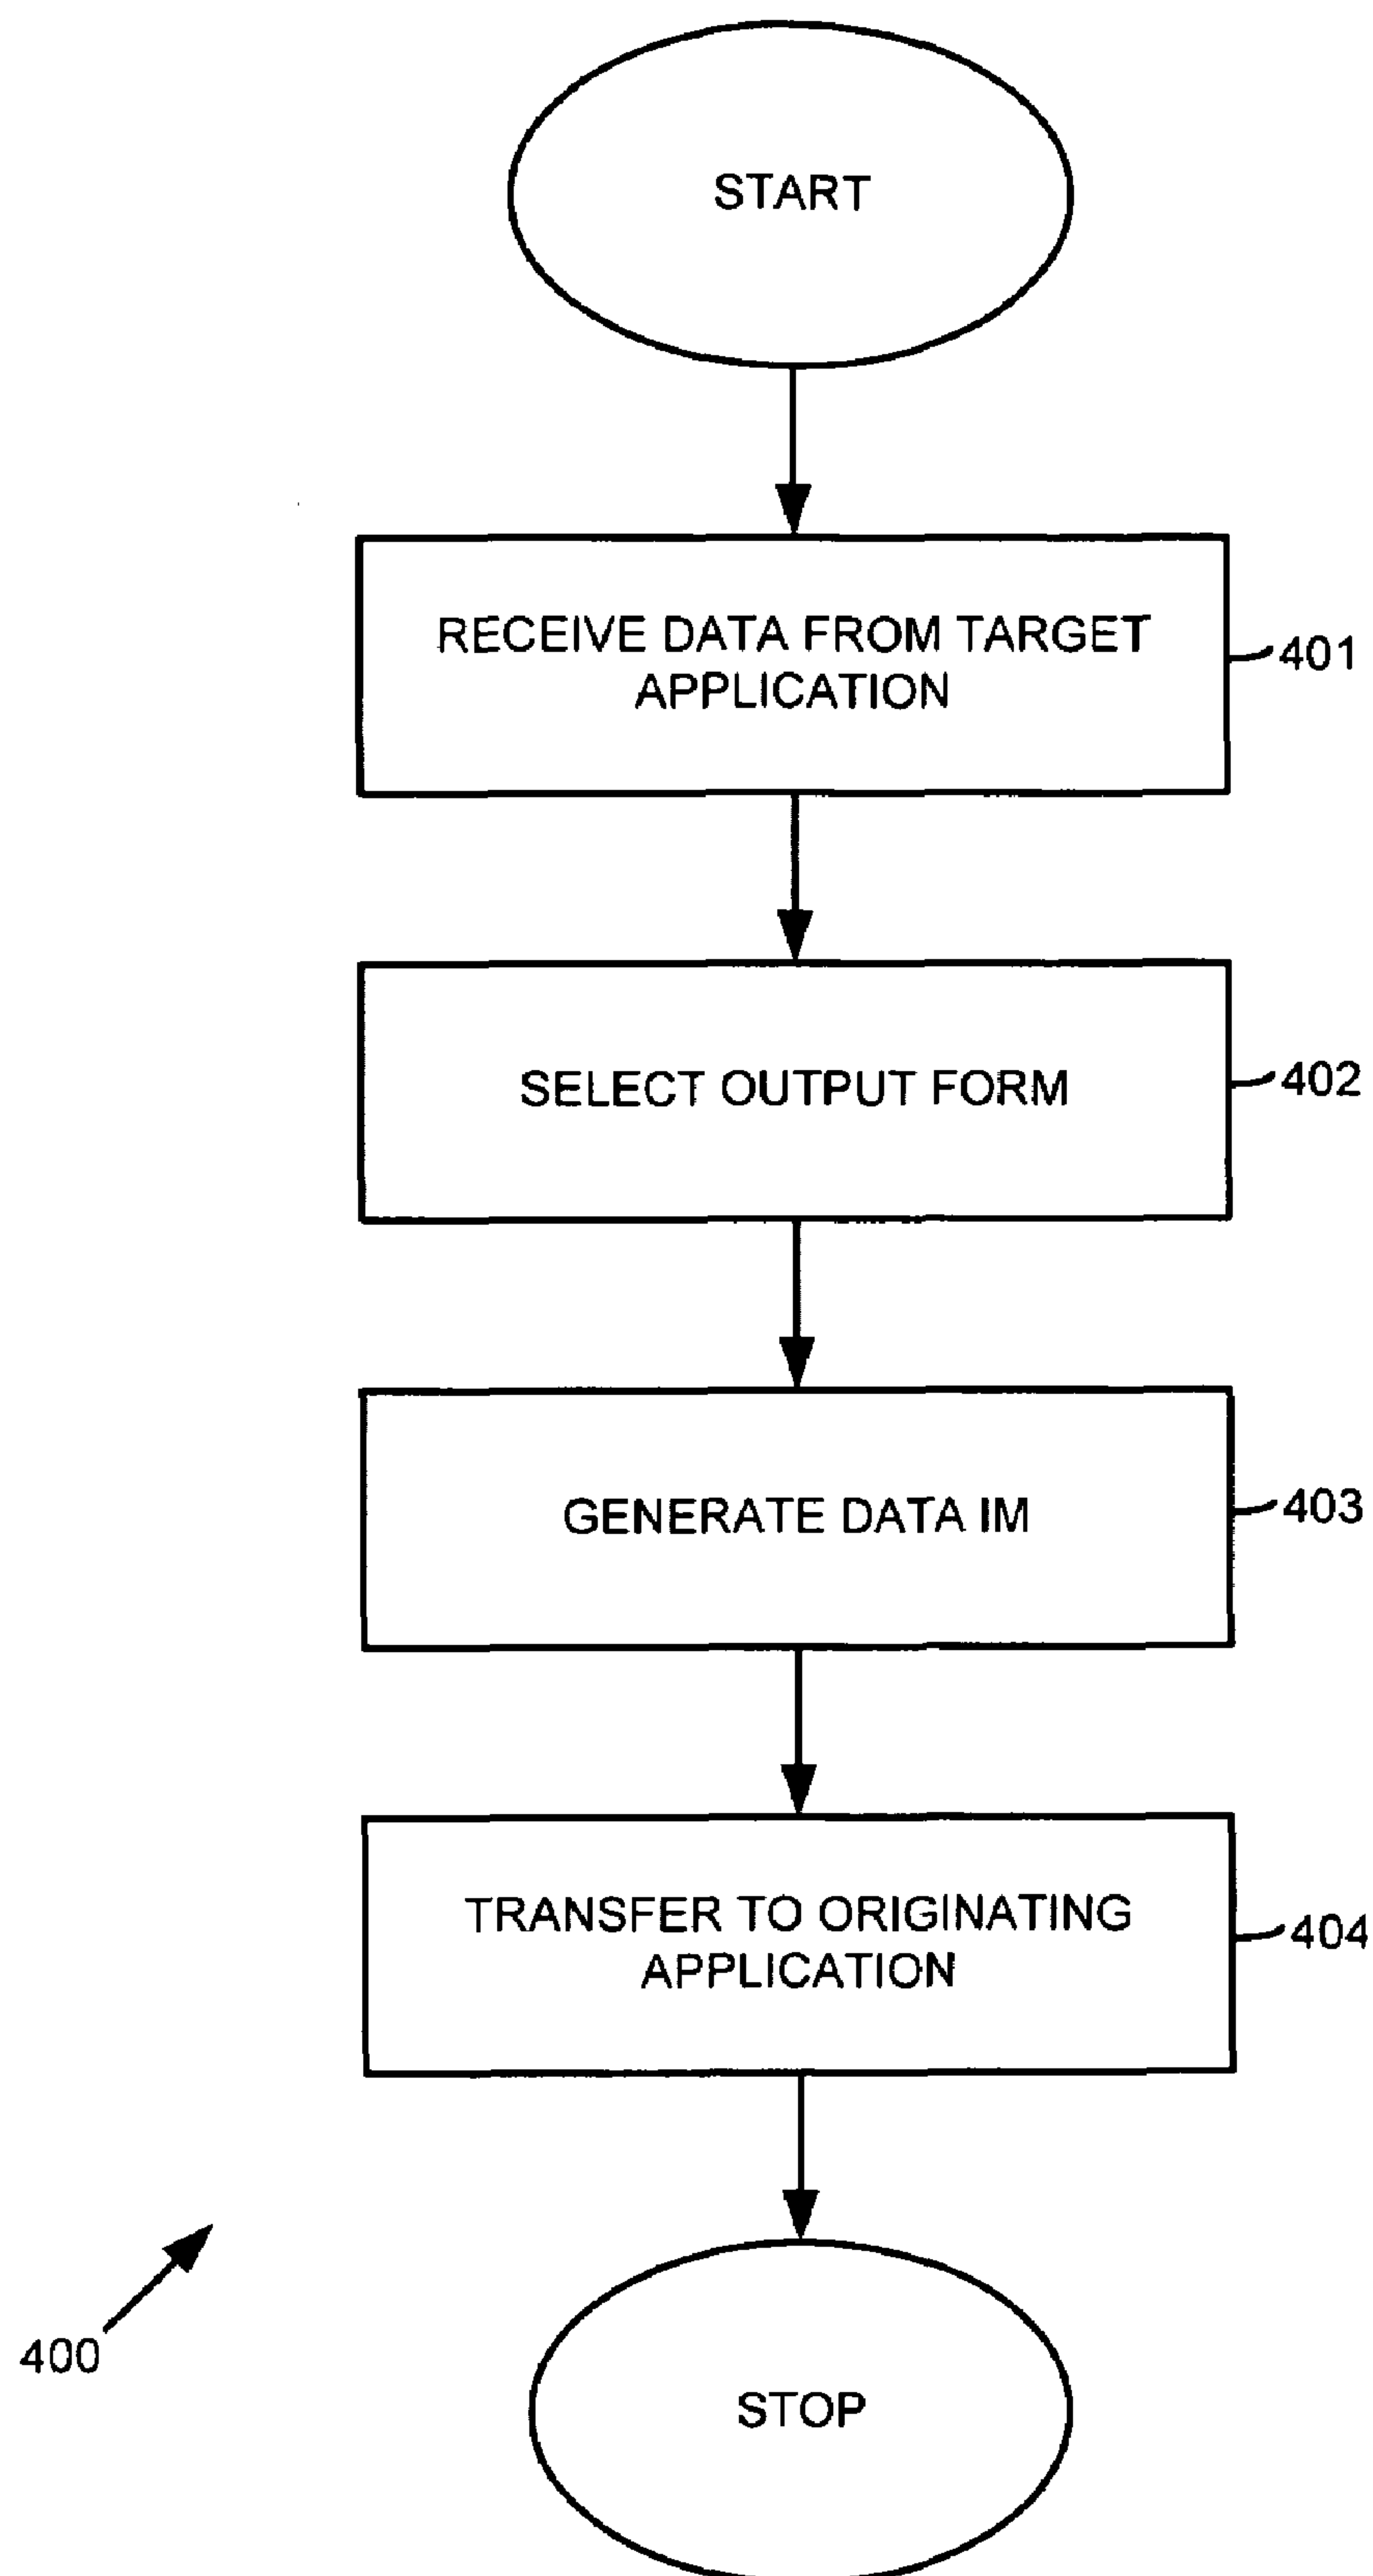 START
RECEIVE DATA FROM TARGET
APPLICATION
401
SELECT OUTPUT FORM
402
GENERATE DATA IM
403
TRANSFER TO ORIGINATING
APPLICATION
404
400
STOP